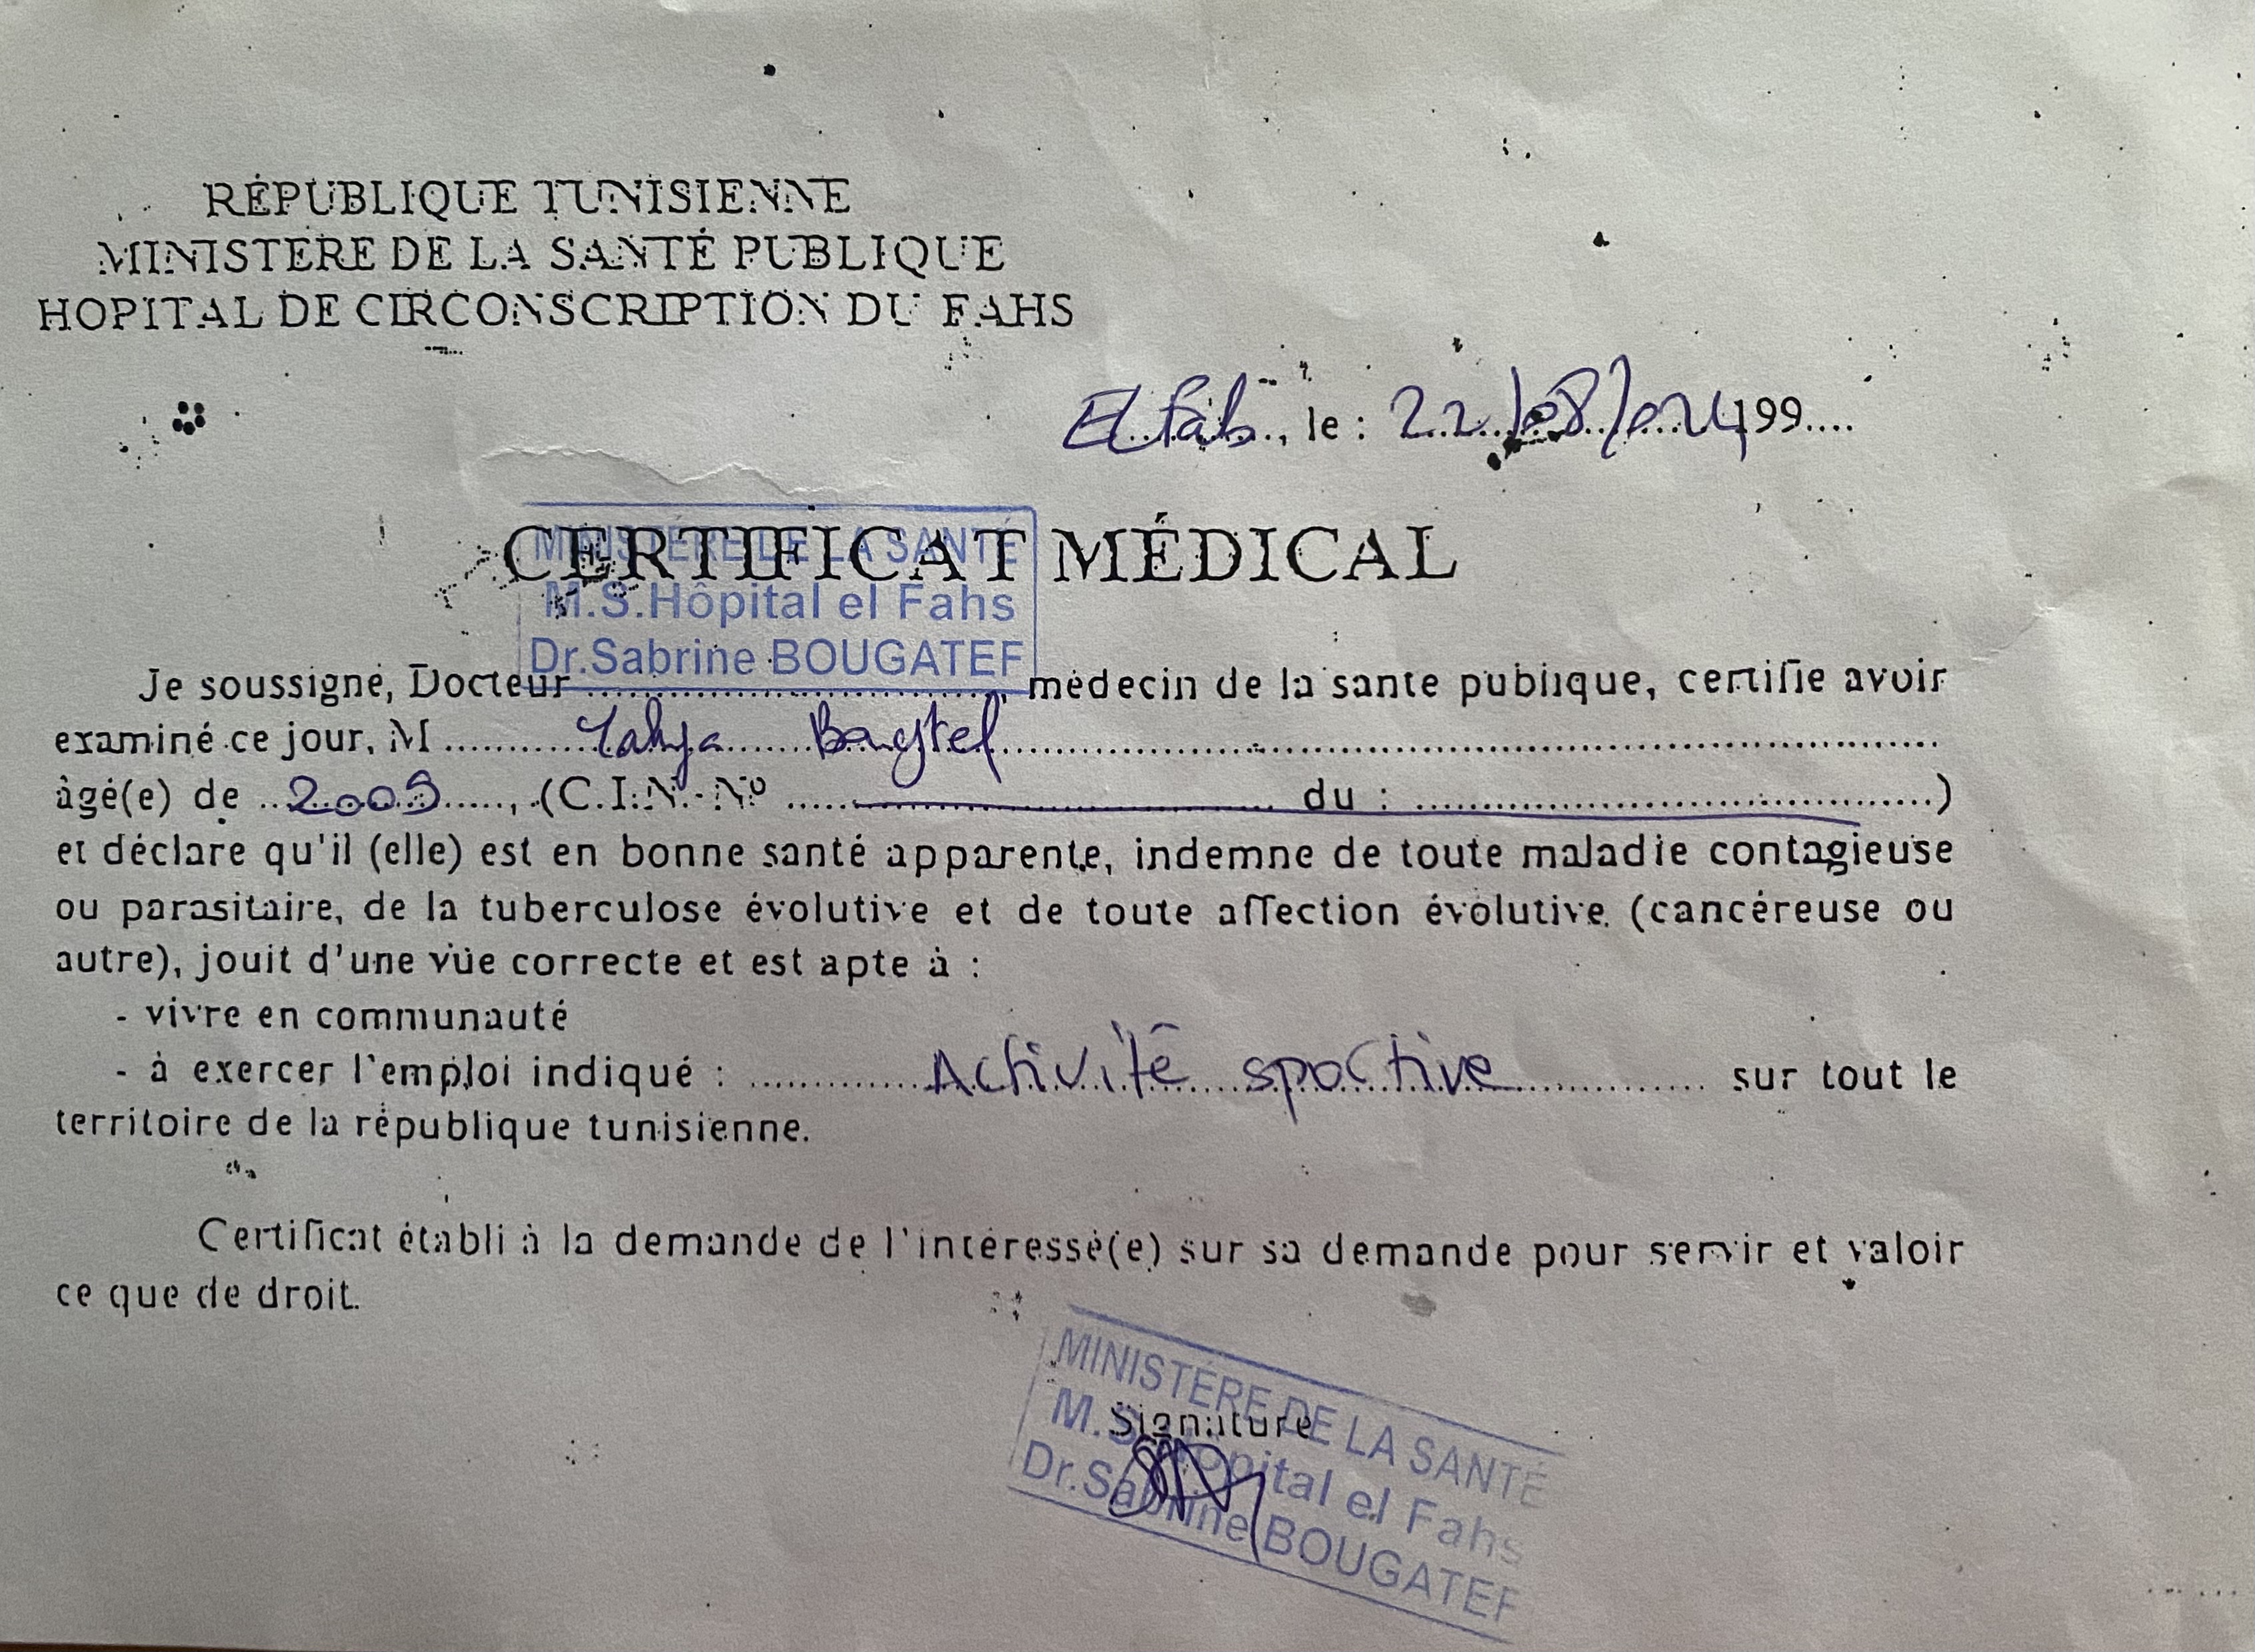 RÉPUBLIQUE TUNISIENNE
MINISTERE DE LA SANTÉ PUBLIQUE
HOPITAL DE CIRCONSCRIPTION DU FAHS
El Fahs, le : 22/08/2024 199....
CERTIFICAT MÉDICAL
MINISTÈRE DE LA SANTÉ
M.S.Hôpital el Fahs
Dr.Sabrine BOUGATEF
Je soussigné, Docteur ............................, médecin de la santé publique, certifie avoir
examiné ce jour, M .......... Yahya ..........
âgé(e) de .. 2009 ....., (C.I.N. Nº ............................ du : ..............................)
et déclare qu'il (elle) est en bonne santé apparente, indemne de toute maladie contagieuse
ou parasitaire, de la tuberculose évolutive et de toute affection évolutive (cancéreuse ou
autre), jouit d'une vue correcte et est apte à :
- vivre en communauté
- à exercer l'emploi indiqué : ............ Activité sportive ............ sur tout le
territoire de la république tunisienne.
Certificat établi à la demande de l'intéressé(e) sur sa demande pour servir et valoir
ce que de droit.
Signature
MINISTÈRE DE LA SANTÉ
M.S.Hôpital el Fahs
Dr.Sabrine BOUGATEF